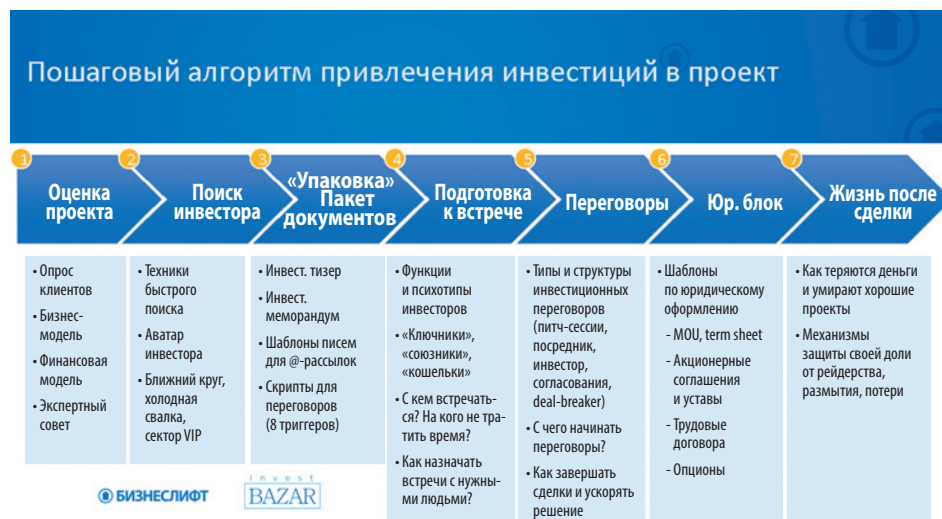 Пошаговый алгоритм привлечения инвестиций в проект
1
Оценка
проекта
• Опрос
клиентов
• Бизнес-
модель
• Финансовая
модель
• Экспертный
совет
2
Поиск
инвестора
• Техники
быстрого
поиска
• Аватар
инвестора
• Ближний круг,
холодная
свалка,
сектор VIP
3
«Упаковка»
Пакет
документов
• Инвест. тизер
• Инвест.
меморандум
• Шаблоны писем
для @-рассылок
• Скрипты для
переговоров
(8 триггеров)
4
Подготовка
к встрече
• Функции
и психотипы
инвесторов
• «Ключники»,
«союзники»,
«кошельки»
• С кем встречать-
ся? На кого не тра-
тить время?
• Как назначать
встречи с нужны-
ми людьми?
5
Переговоры
• Типы и структуры
инвестиционных
переговоров
(питч-сессии,
посредник,
инвестор,
согласования,
deal-breaker)
• С чего начинать
переговоры?
• Как завершать
сделки и ускорять
решение
6
Юр. блок
• Шаблоны
по юридическому
оформлению
- MOU, term sheet
- Акционерные
соглашения
и уставы
- Трудовые
договора
- Опционы
7
Жизнь после
сделки
• Как теряются деньги
и умирают хорошие
проекты
• Механизмы
защиты своей доли
от рейдерства,
размытия, потери
БИЗНЕСЛИФТ
Invest
BAZAR